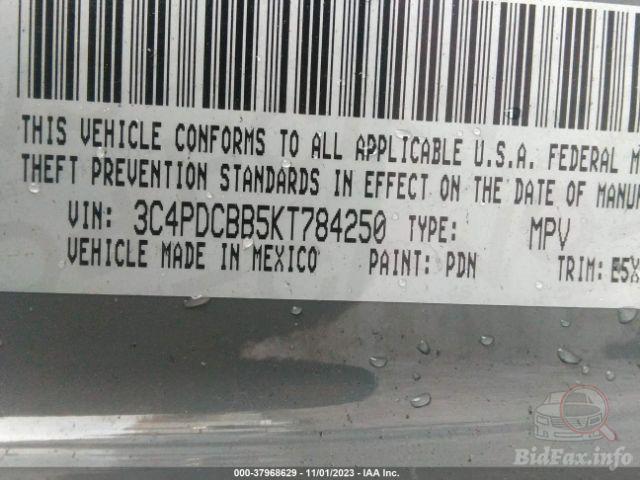 THIS VEHICLE CONFORMS TO ALL APPLICABLE U.S.A. FEDERAL
THEFT PREVENTION STANDARDS IN EFFECT ON THE DATE OF
VIN: 3C4PDCBB5KT784250 TYPE: MPV
VEHICLE MADE IN MEXICO PAINT: PDN TRIM:
BidFax.info
000-37968629 - 11/01/2023 - IAA Inc.